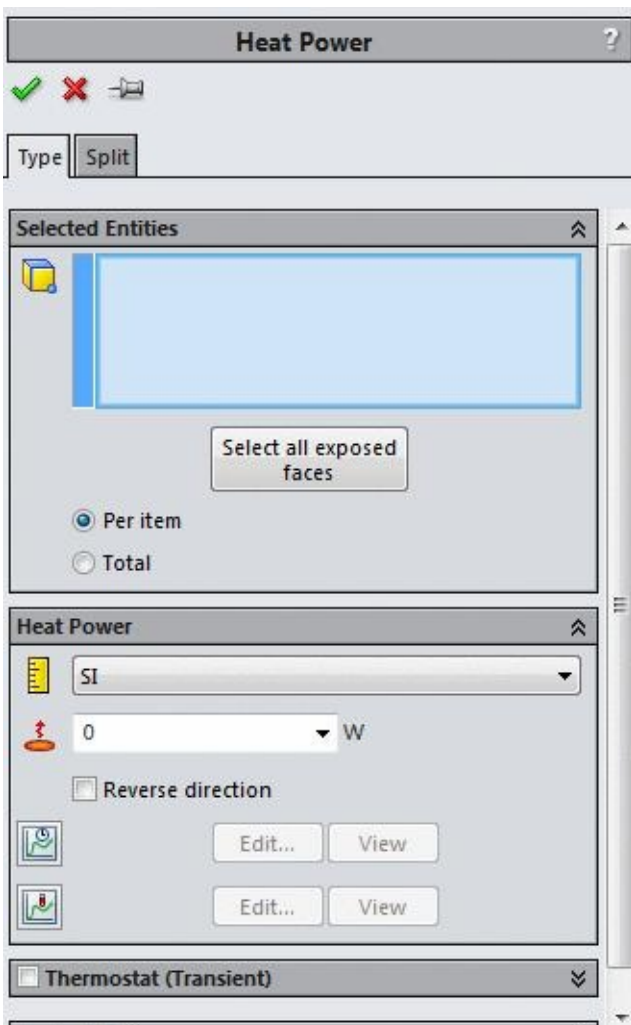 Heat Power
?
Type Split
Selected Entities
Select all exposed
faces
Per item
Total
Heat Power
SI
0 W
Reverse direction
Edit... View
Edit... View
Thermostat (Transient)